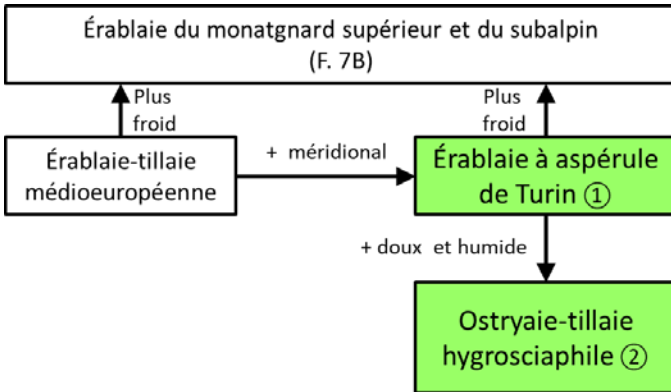 Érablaie du monatgnard supérieur et du subalpin
(F. 7B)
Plus
froid
Plus
froid
Érablaie-tillaie
médioeuropéenne
+ méridional
Érablaie à aspérule
de Turin ①
+ doux et humide
Ostryaie-tillaie
hygrosciaphile ②